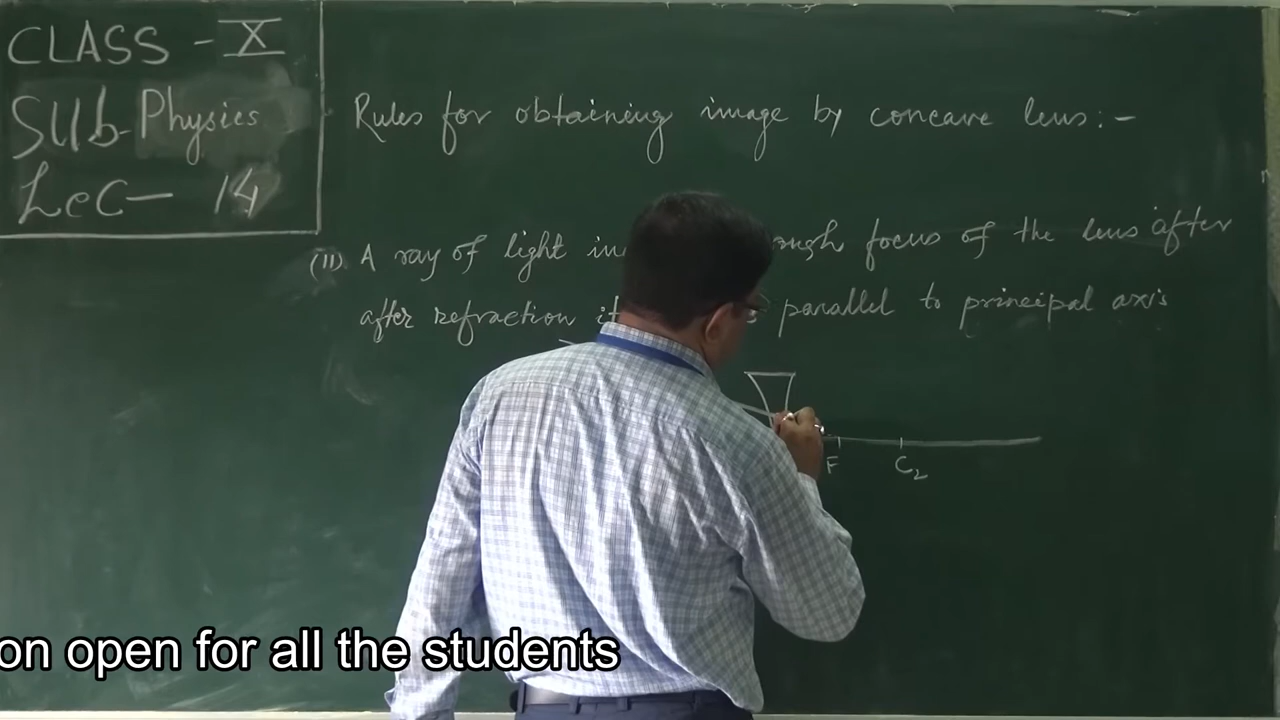 CLASS - X
Sub Physics
Lec - 14
Rules for obtaining image by concave lens :-
(II) A ray of light focus of the lens after
after refraction it parallel to principal axis
F
C2
on open for all the students